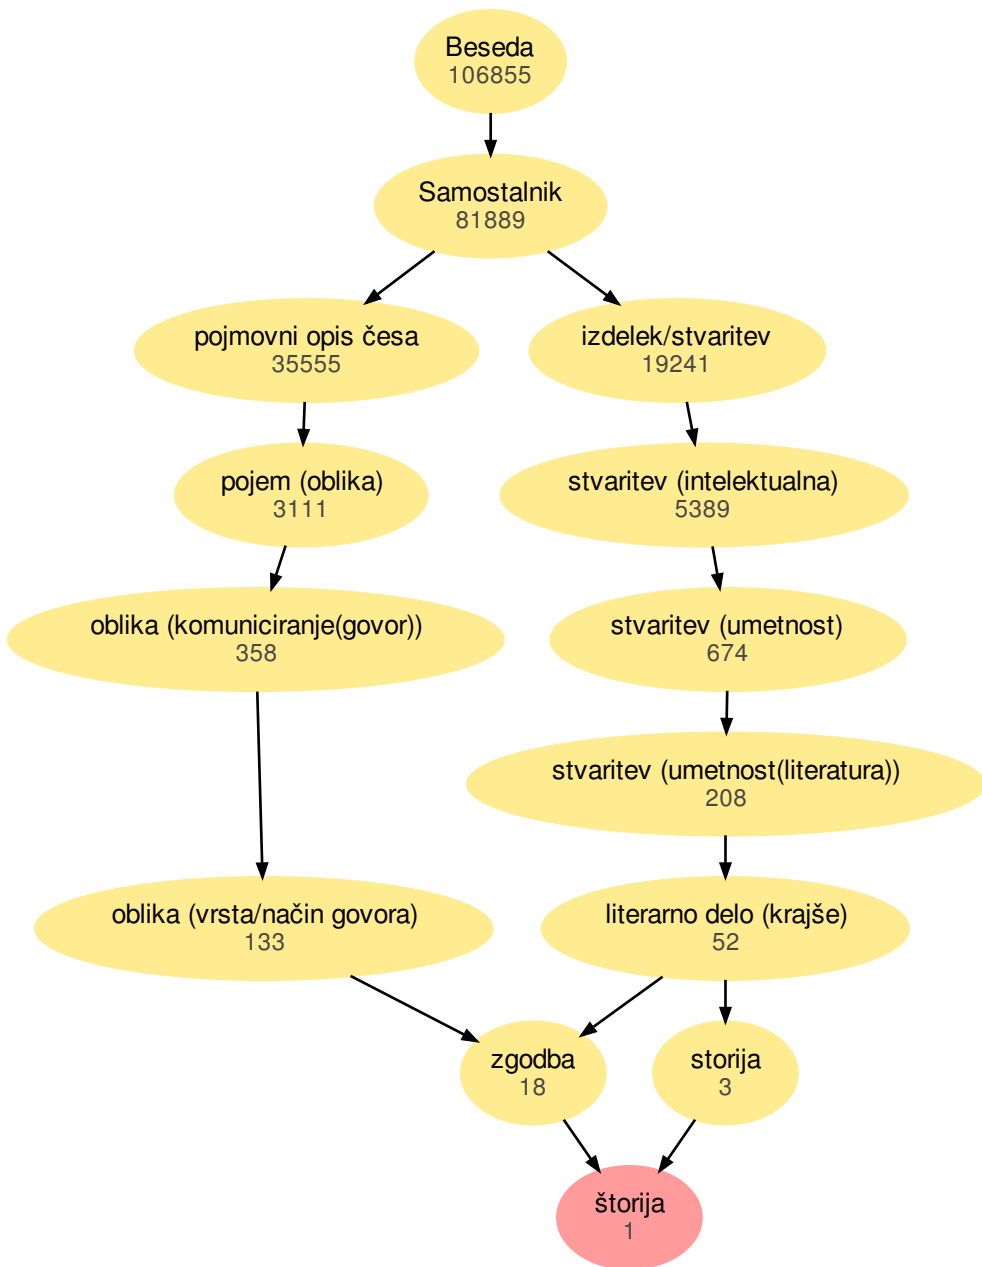 Beseda
106855
Samostalnik
81889
pojmovni opis česa
35555
izdelek/stvaritev
19241
pojem (oblika)
3111
stvaritev (intelektualna)
5389
oblika (komuniciranje(govor))
358
stvaritev (umetnost)
674
stvaritev (umetnost(literatura))
208
oblika (vrsta/način govora)
133
literarno delo (krajše)
52
zgodba
18
storija
3
štorija
1